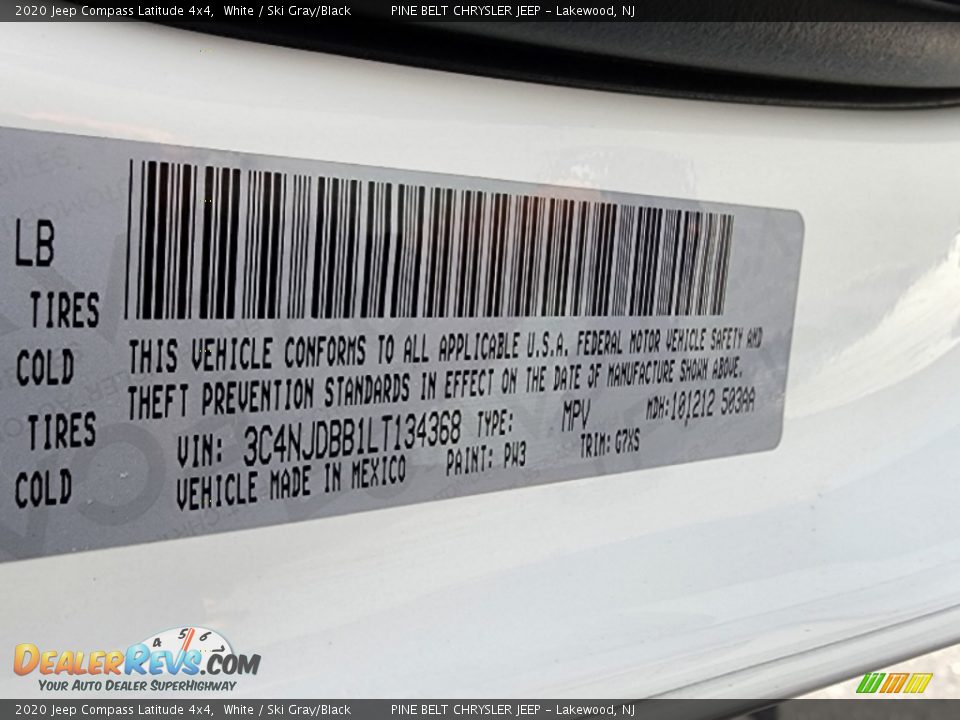 2020 Jeep Compass Latitude 4x4, White / Ski Gray/Black PINE BELT CHRYSLER JEEP - Lakewood, NJ
LB
TIRES
COLD
TIRES
COLD
THIS VEHICLE CONFORMS TO ALL APPLICABLE U.S.A. FEDERAL MOTOR VEHICLE SAFETY AND
THEFT PREVENTION STANDARDS IN EFFECT ON THE DATE OF MANUFACTURE SHOWN ABOVE.
VIN: 3C4NJDBB1LT134368 TYPE: MPV MDH:101212 503AA
VEHICLE MADE IN MEXICO PAINT: PW3 TRIM: G7XS
4 5 6
DEALERREVS.COM
YOUR AUTO DEALER SUPERHIGHWAY
2020 Jeep Compass Latitude 4x4, White / Ski Gray/Black PINE BELT CHRYSLER JEEP - Lakewood, NJ